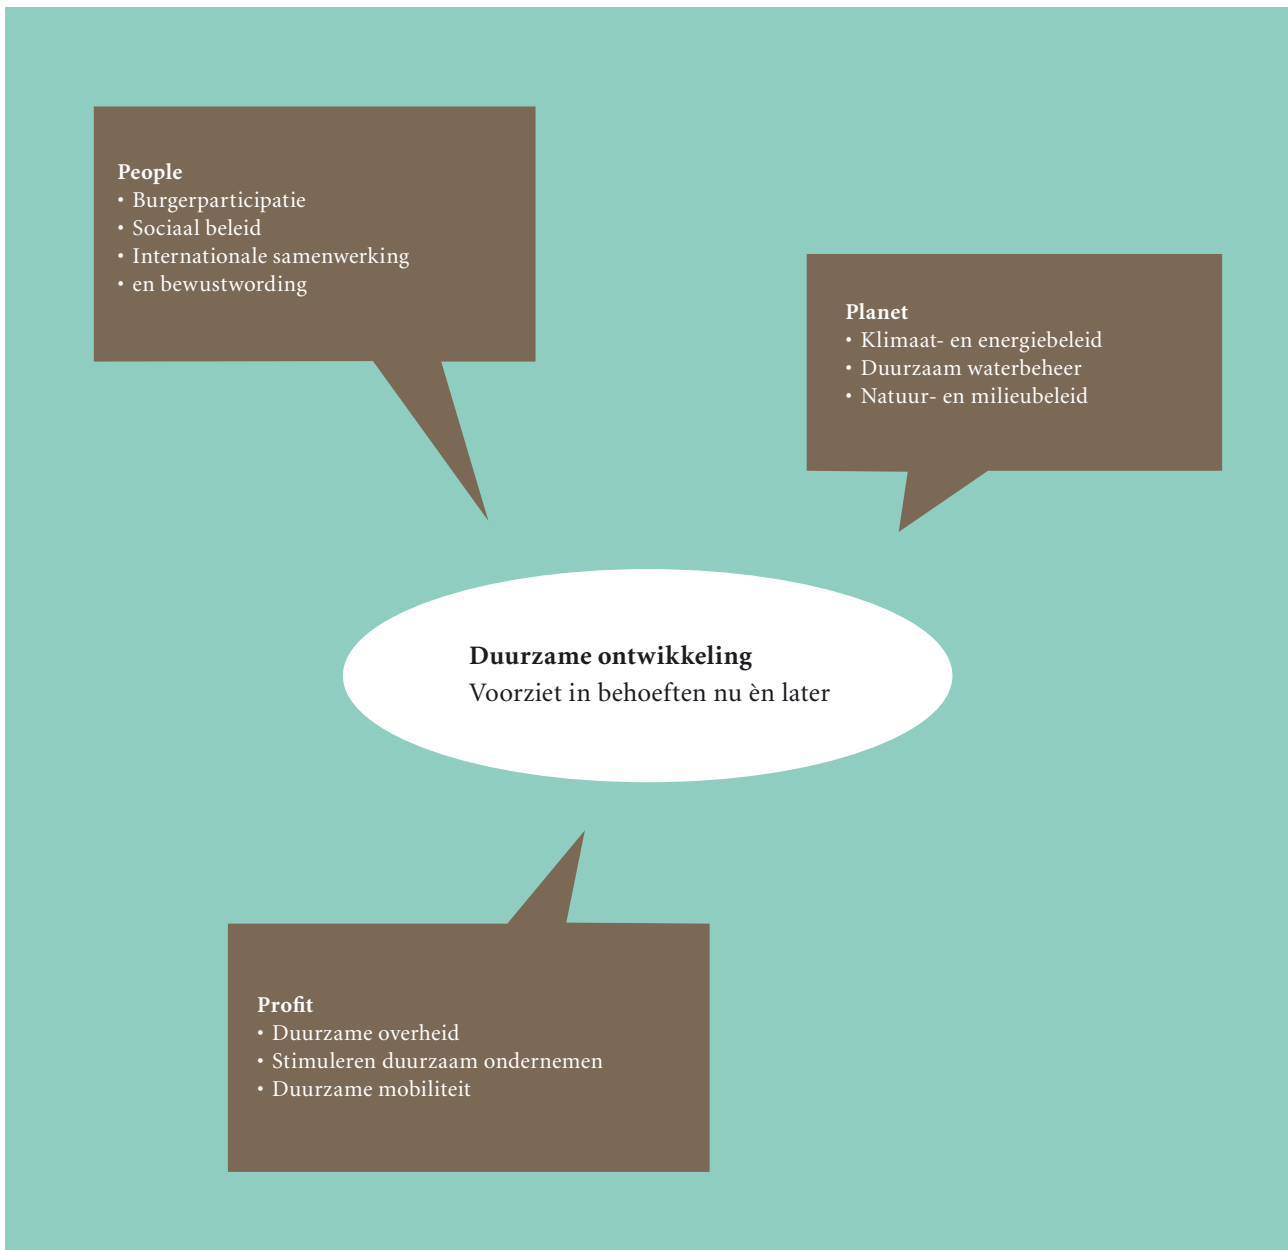 People
• Burgerparticipatie
• Sociaal beleid
• Internationale samenwerking
• en bewustwording
Planet
• Klimaat- en energiebeleid
• Duurzaam waterbeheer
• Natuur- en milieubeleid
Duurzame ontwikkeling
Voorziet in behoeften nu èn later
Profit
• Duurzame overheid
• Stimuleren duurzaam ondernemen
• Duurzame mobiliteit